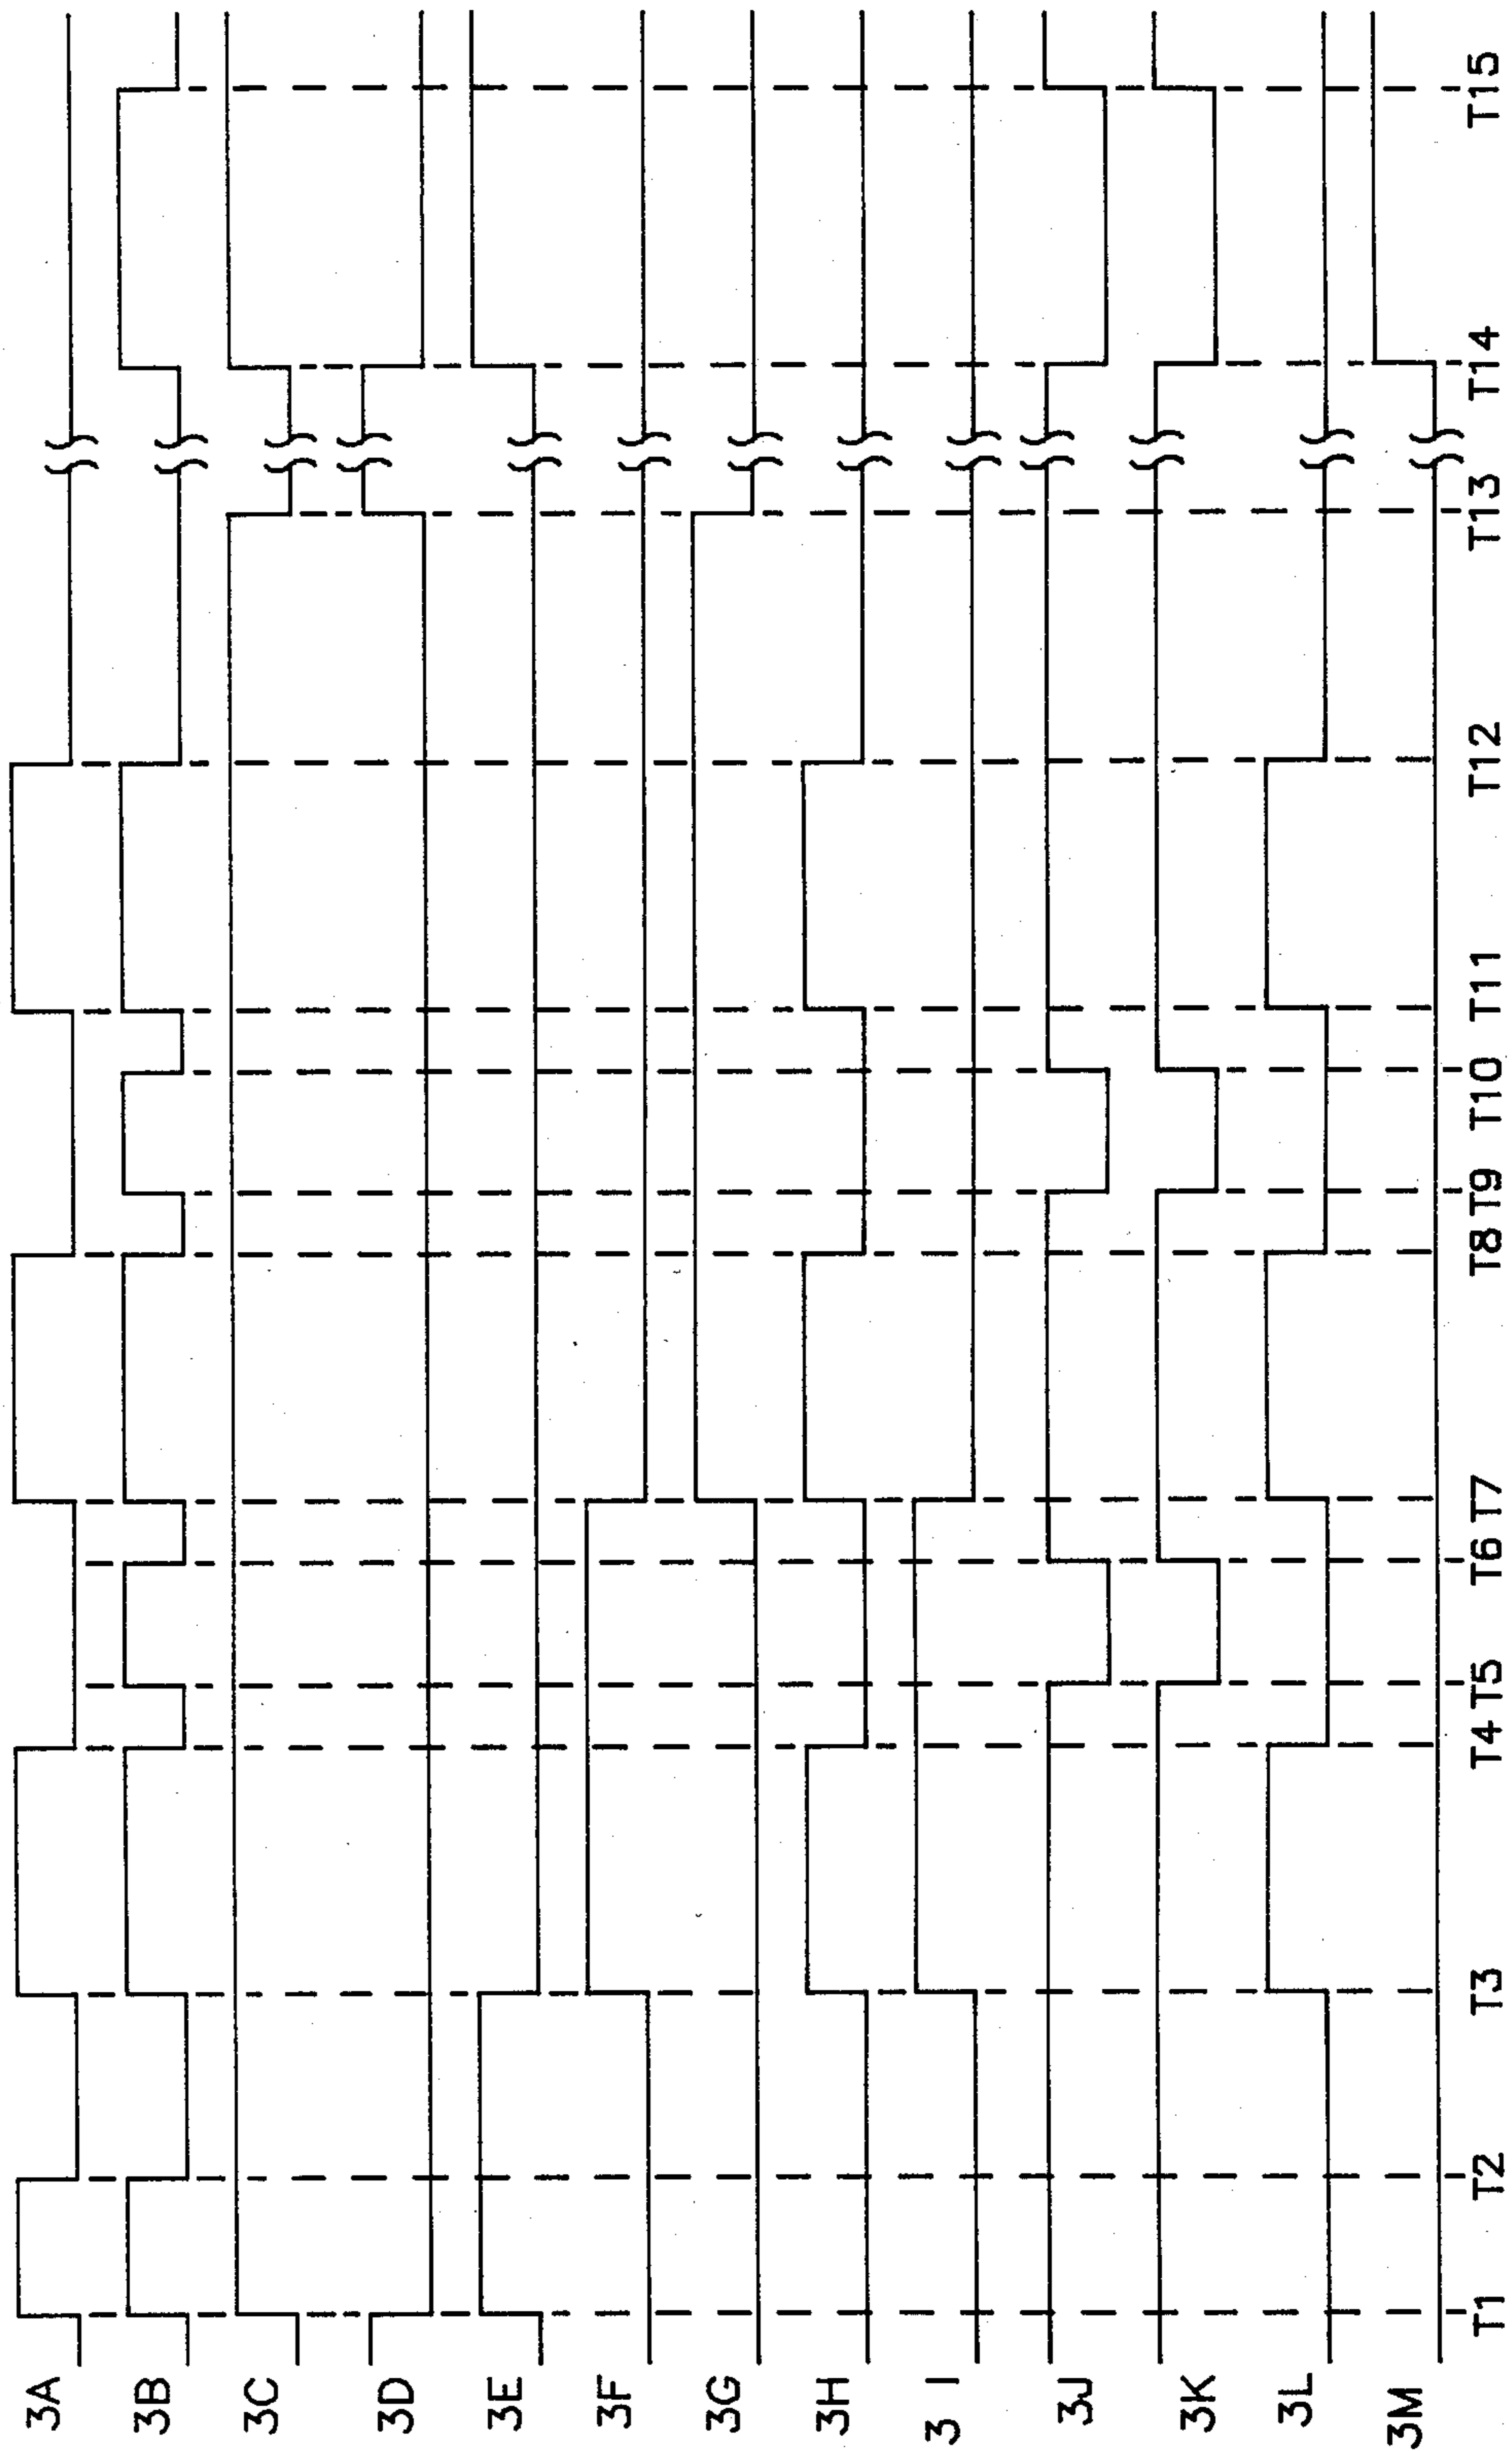 3A
3B
3C
3D
3E
3F
3G
3H
3 I
3J
3K
3L
3M
T1 T2 T3 T4 T5 T6 T7 T8 T9 T10 T11 T12 T13 T14 T15